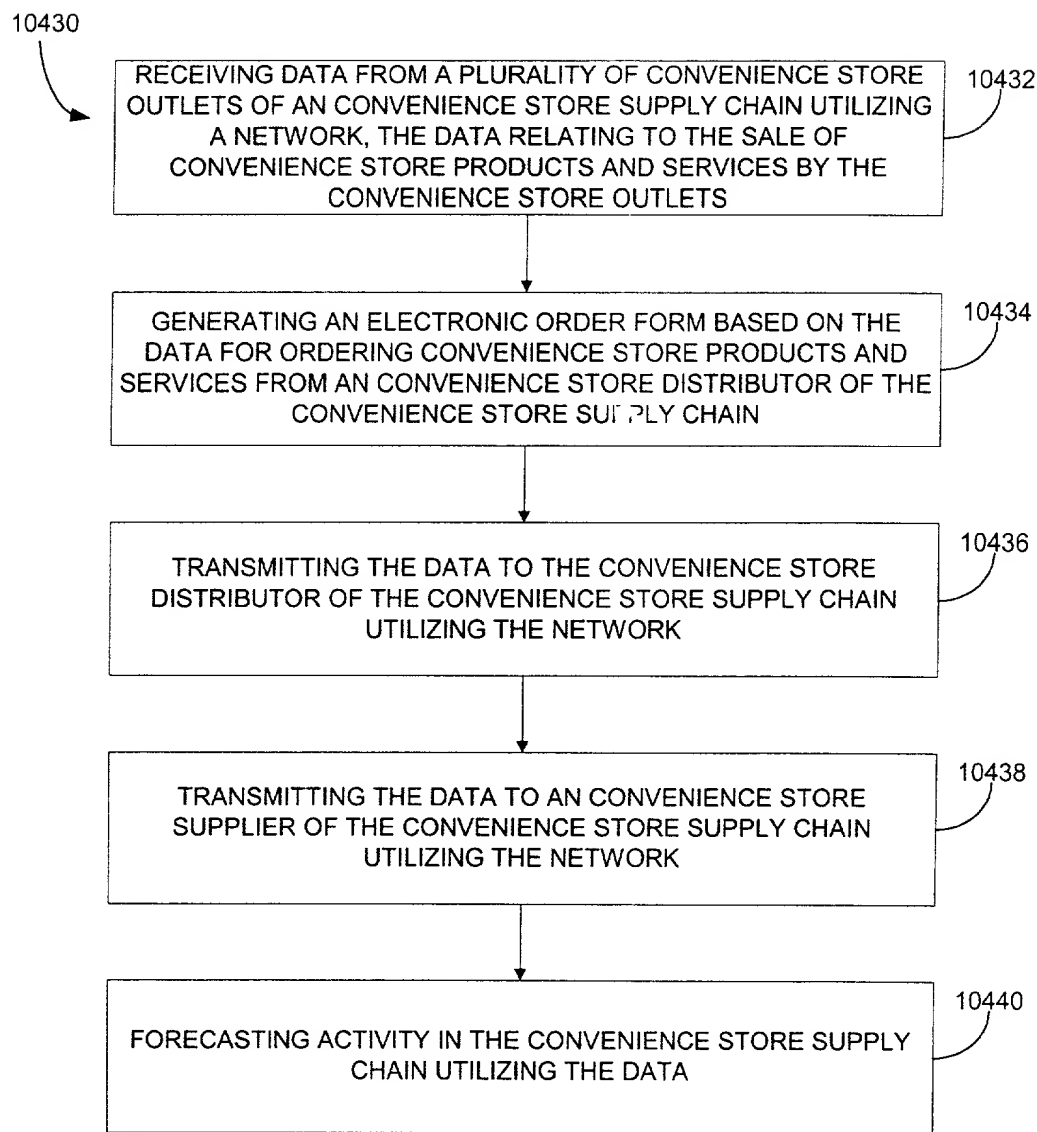 10430
RECEIVING DATA FROM A PLURALITY OF CONVENIENCE STORE
OUTLETS OF AN CONVENIENCE STORE SUPPLY CHAIN UTILIZING
A NETWORK, THE DATA RELATING TO THE SALE OF
CONVENIENCE STORE PRODUCTS AND SERVICES BY THE
CONVENIENCE STORE OUTLETS
10432
GENERATING AN ELECTRONIC ORDER FORM BASED ON THE
DATA FOR ORDERING CONVENIENCE STORE PRODUCTS AND
SERVICES FROM AN CONVENIENCE STORE DISTRIBUTOR OF THE
CONVENIENCE STORE SUPPLY CHAIN
10434
TRANSMITTING THE DATA TO THE CONVENIENCE STORE
DISTRIBUTOR OF THE CONVENIENCE STORE SUPPLY CHAIN
UTILIZING THE NETWORK
10436
TRANSMITTING THE DATA TO AN CONVENIENCE STORE
SUPPLIER OF THE CONVENIENCE STORE SUPPLY CHAIN
UTILIZING THE NETWORK
10438
FORECASTING ACTIVITY IN THE CONVENIENCE STORE SUPPLY
CHAIN UTILIZING THE DATA
10440